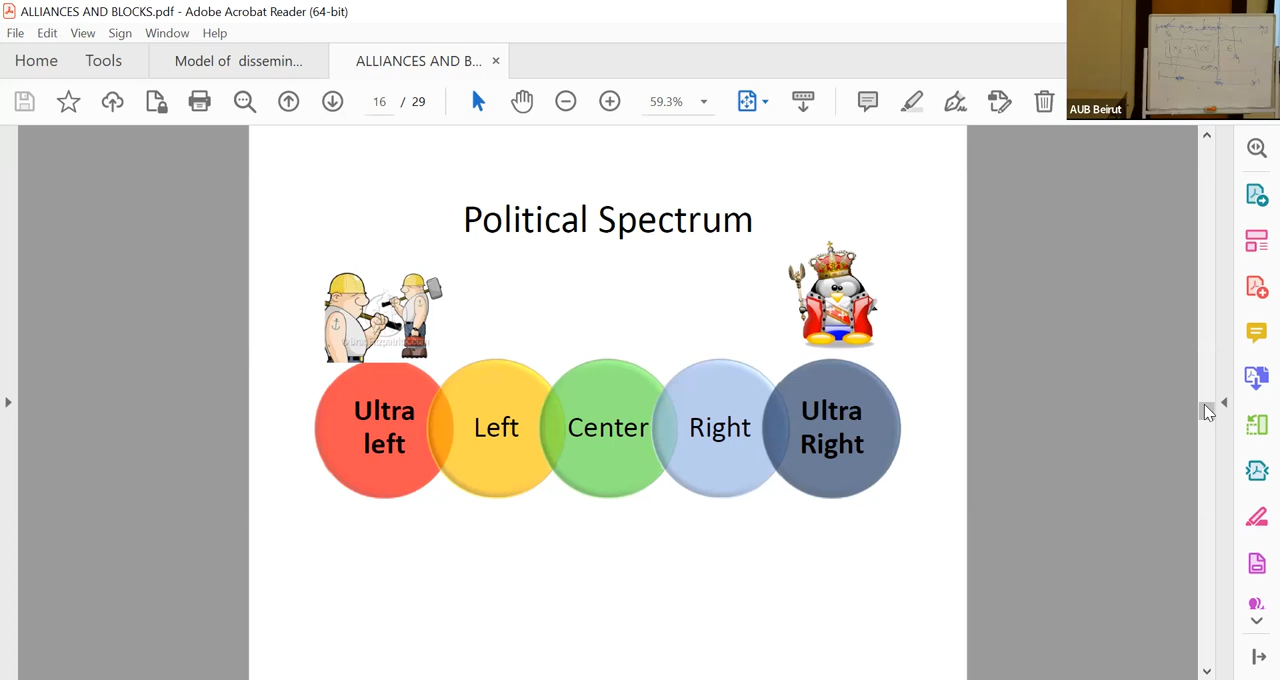 ALLIANCES AND BLOCKS.pdf - Adobe Acrobat Reader (64-bit)
File Edit View Sign Window Help
Home Tools Model of dissemin... ALLIANCES AND B... ×
16 / 29 59.3%
AUB Beirut
Political Spectrum
Ultra left
Left
Center
Right
Ultra Right